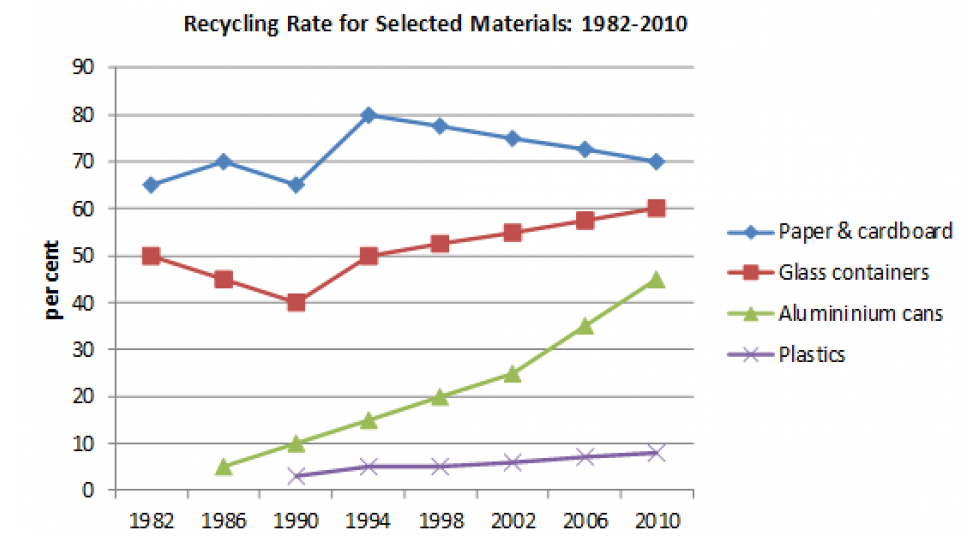 Recycling Rate for Selected Materials: 1982-2010
90
80
70
60
50
40
30
20
10
0
per cent
1982 1986 1990 1994 1998 2002 2006 2010
Paper & cardboard
Glass containers
Alumininium cans
Plastics